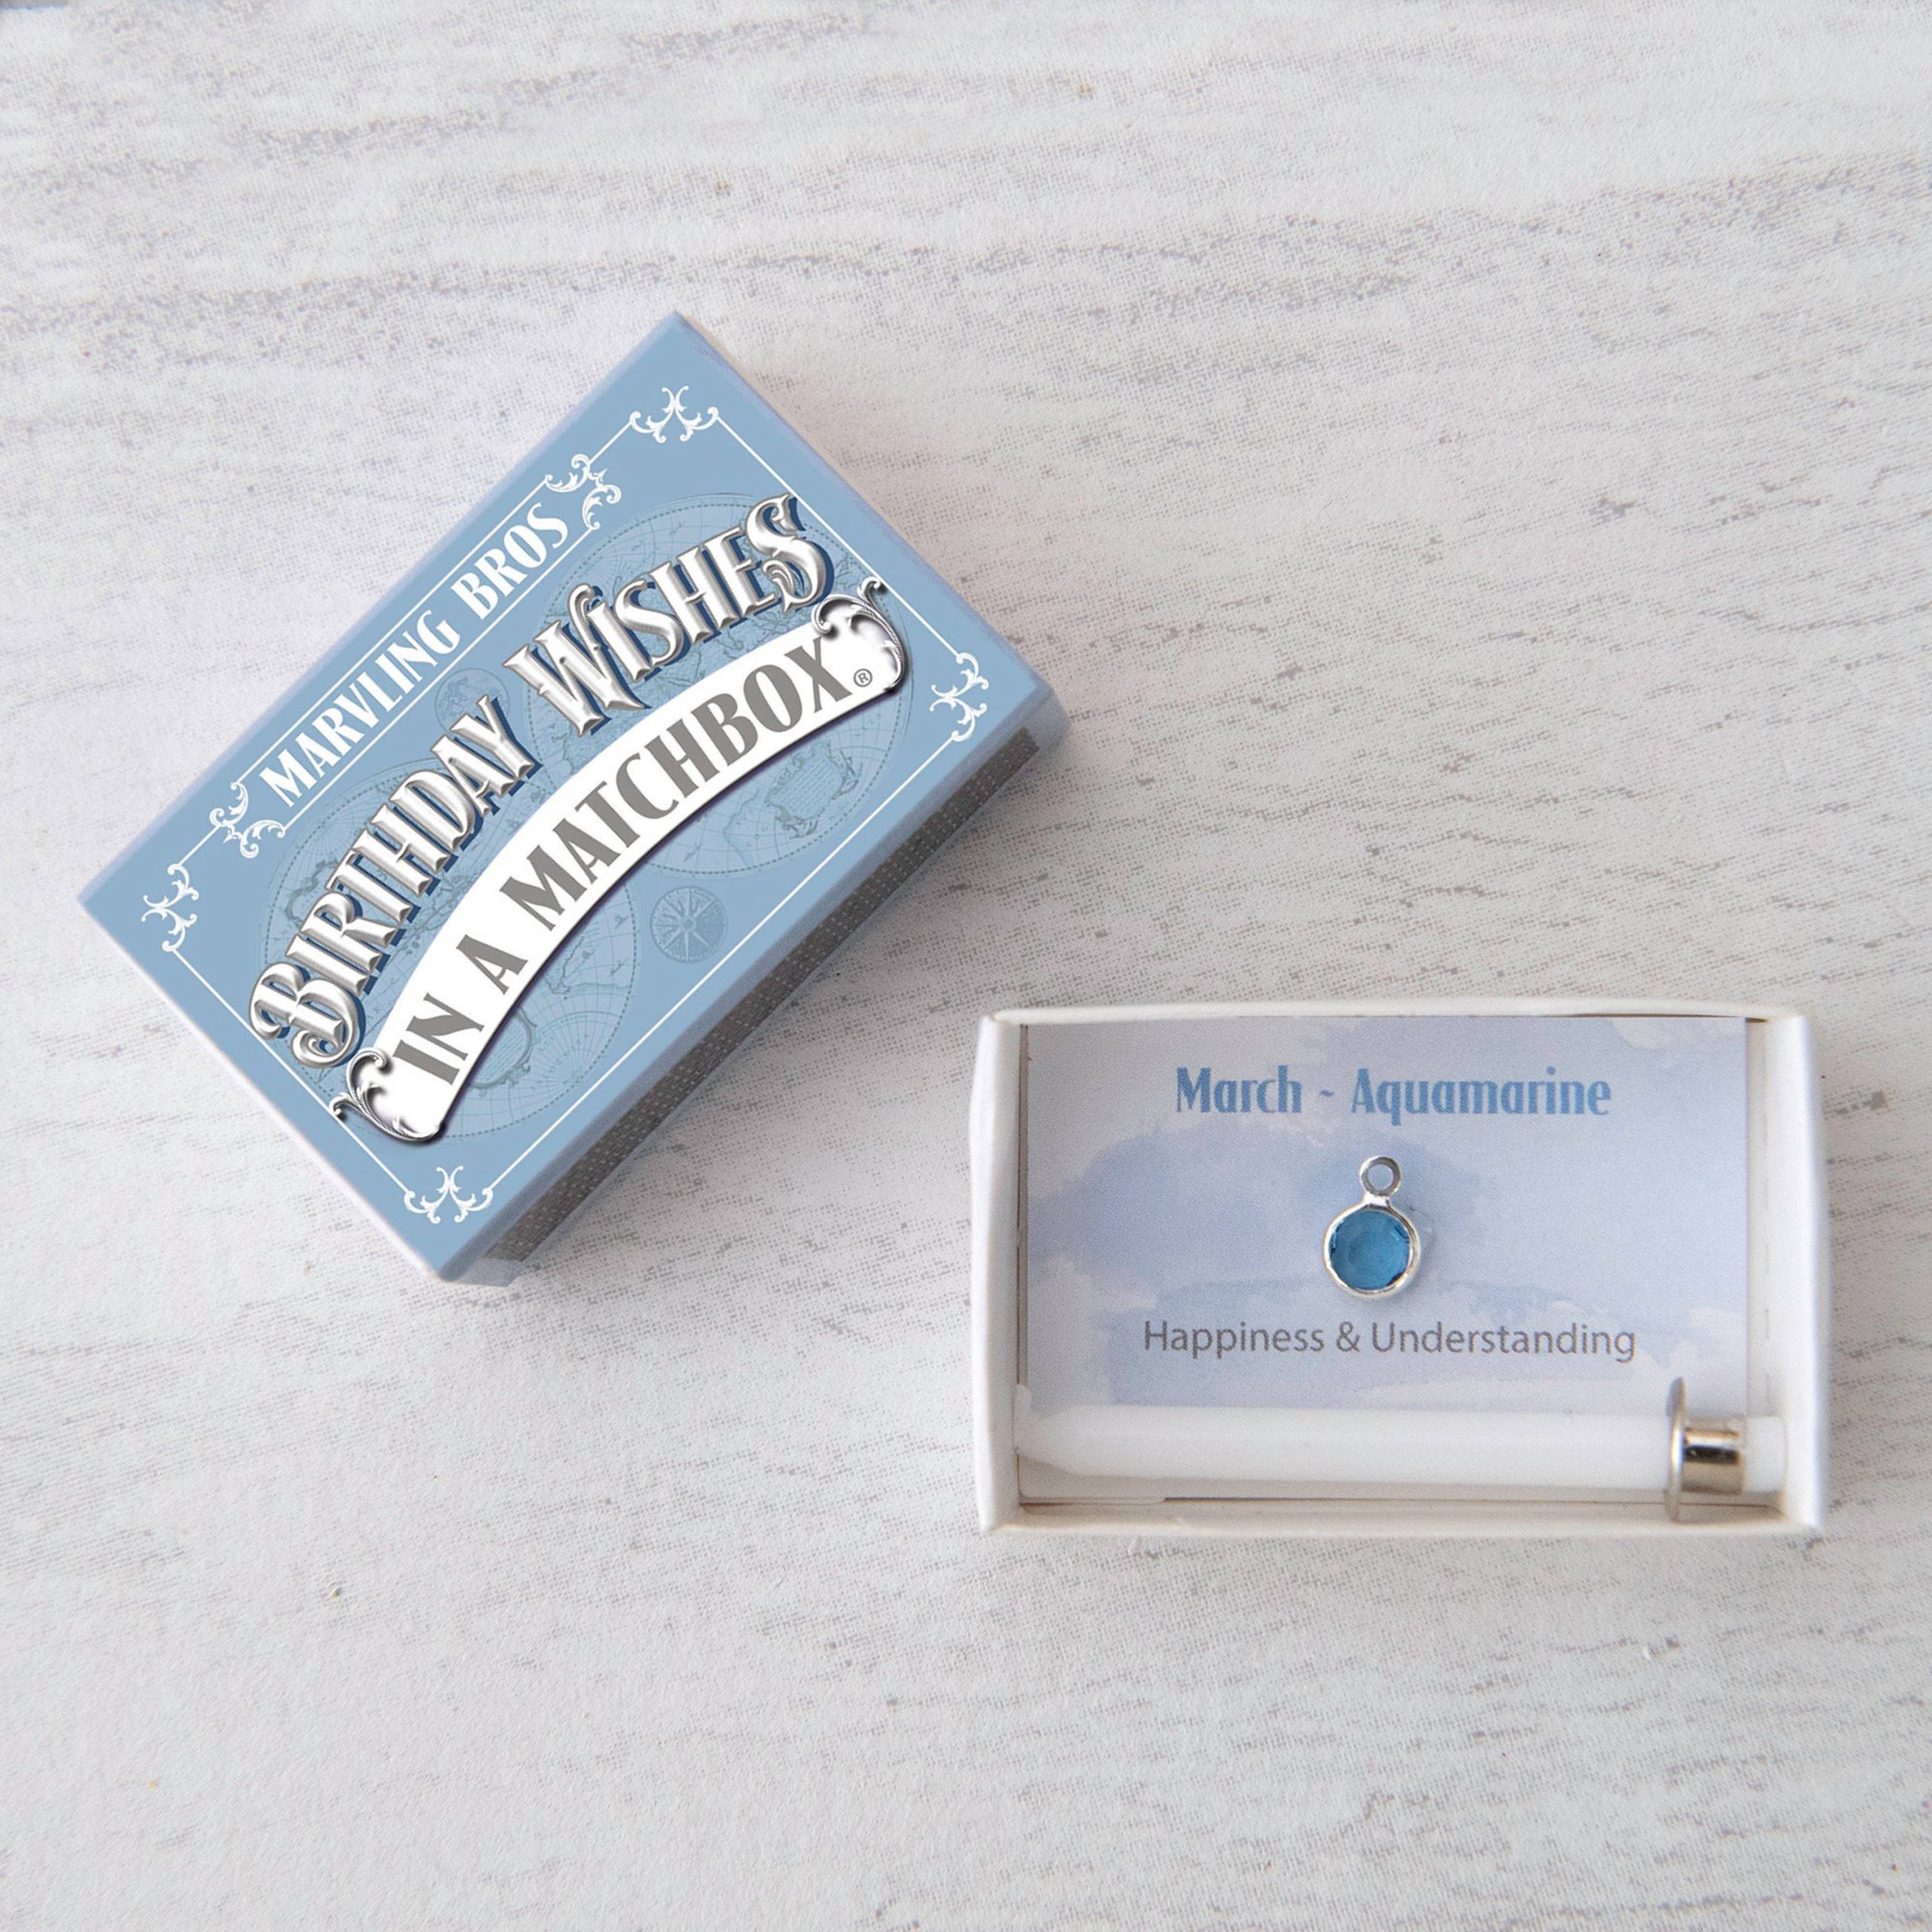 MARVLING BROS
BIRTHDAY WISHES
IN A MATCHBOX®
March ~ Aquamarine
Happiness & Understanding